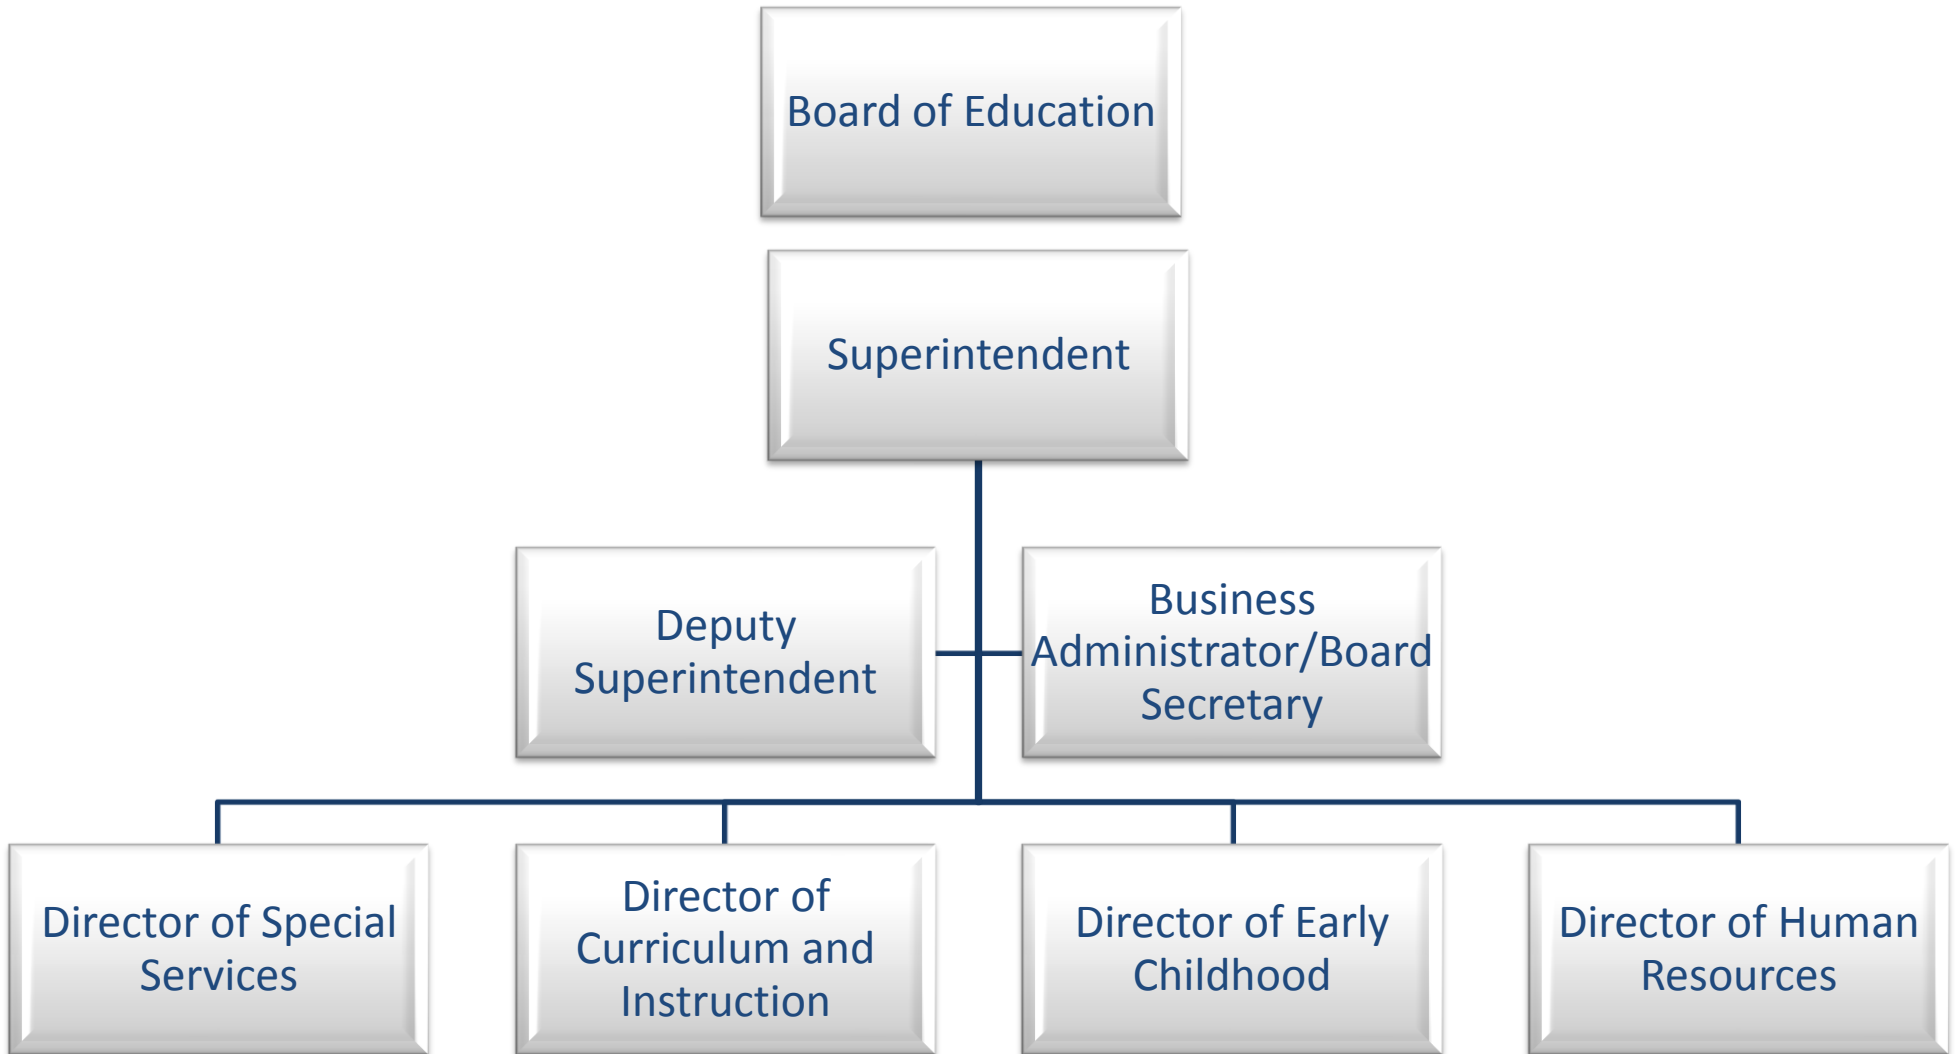 Board of Education
Superintendent
Deputy
Superintendent
Business
Administrator/Board
Secretary
Director of Special
Services
Director of
Curriculum and
Instruction
Director of Early
Childhood
Director of Human
Resources